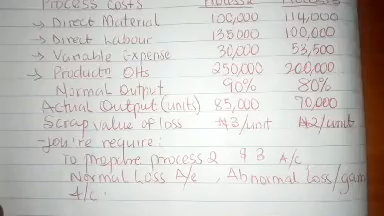 Process Costs
→ Direct Material 100,000 114,000
→ Direct Labour 135000 100,000
→ Variable Expense 30,000 53,500
→ Productn OHs 250,000 200,000
Normal Output 90% 80%
Actual Output (units) 85,000 70,000
Scrap value of loss ₦3/unit ₦2/unit
You're require:
To prepare process 2 & 3 A/c
Normal Loss A/c, Abnormal Loss/gain
A/c.